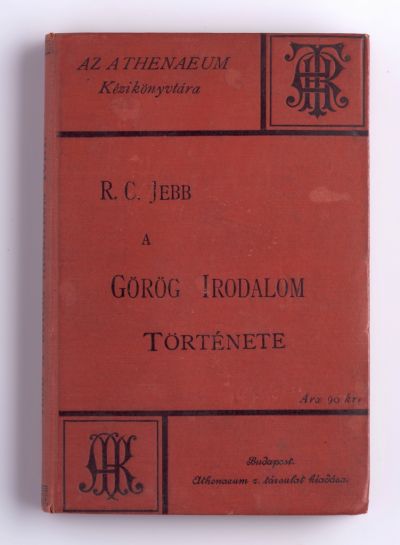 AZ ATHENAEUM
Kézikönyvtára
R. C. JEBB
A
GÖRÖG IRODALOM
TÖRTÉNETE
Ára 90 kr.
Budapest.
Athenaeum r. társulat kiadása.